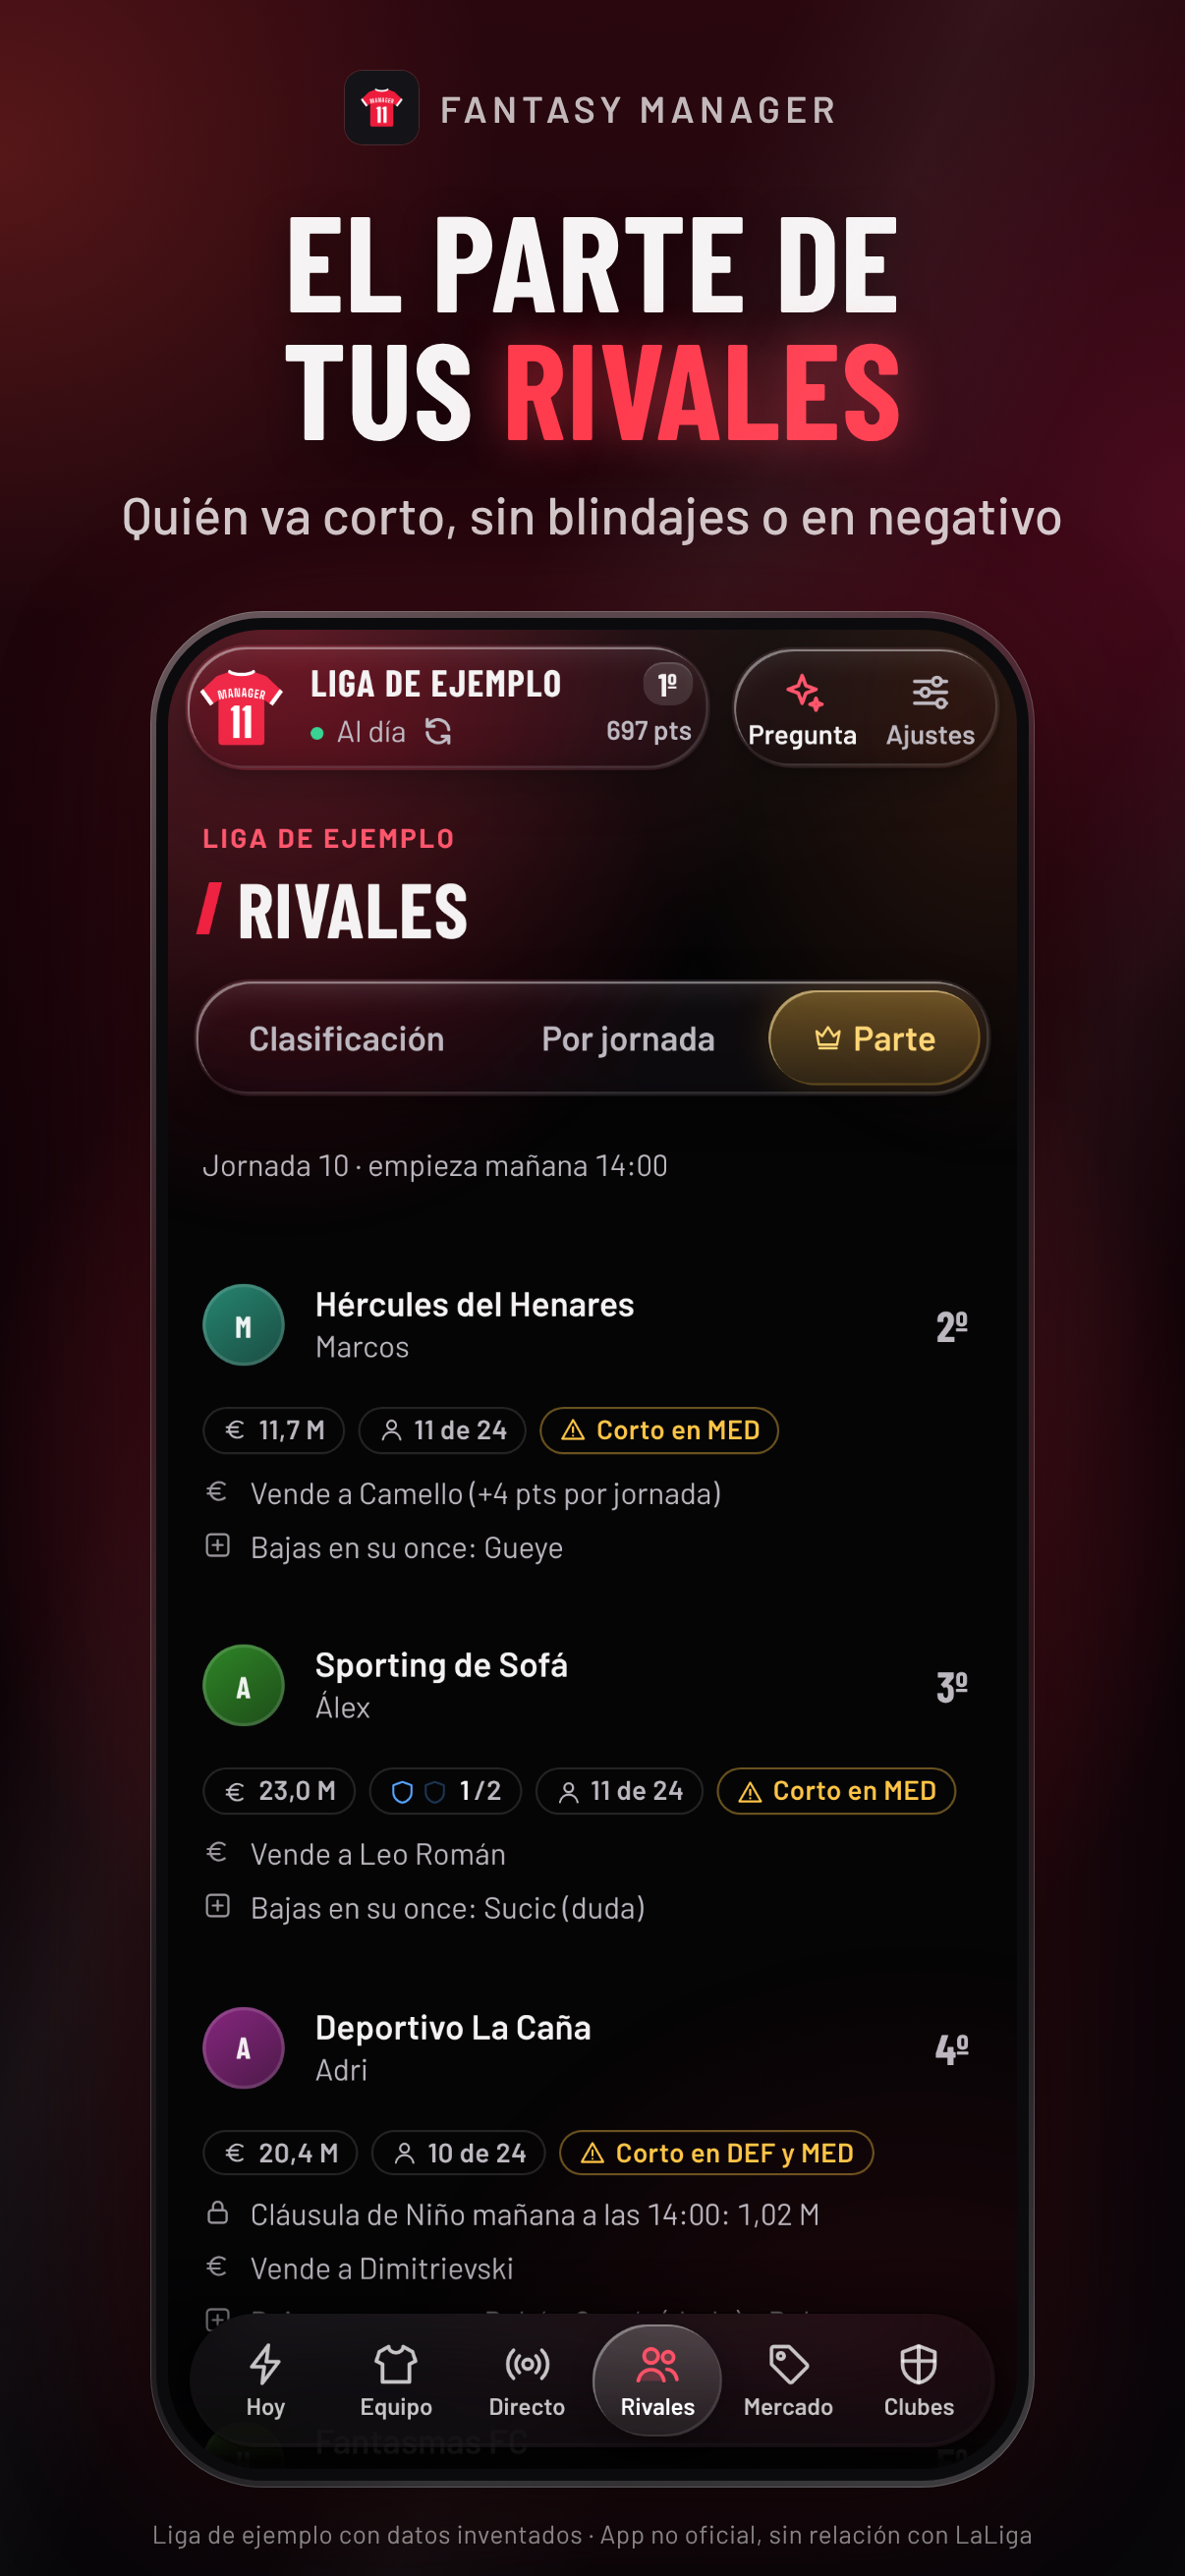 MANAGER
11
FANTASY MANAGER
EL PARTE DE
TUS RIVALES
Quién va corto, sin blindajes o en negativo
MANAGER
11
LIGA DE EJEMPLO 1º
Al día 697 pts
Pregunta Ajustes
LIGA DE EJEMPLO
RIVALES
Clasificación Por jornada Parte
Jornada 10 · empieza mañana 14:00
M Hércules del Henares 2º
Marcos
€ 11,7 M 11 de 24 Corto en MED
€ Vende a Camello (+4 pts por jornada)
Bajas en su once: Gueye
A Sporting de Sofá 3º
Álex
€ 23,0 M 1/2 11 de 24 Corto en MED
€ Vende a Leo Román
Bajas en su once: Sucic (duda)
A Deportivo La Caña 4º
Adri
€ 20,4 M 10 de 24 Corto en DEF y MED
Cláusula de Niño mañana a las 14:00: 1,02 M
€ Vende a Dimitrievski
Hoy Equipo Directo Rivales Mercado Clubes
Fantasmas FC
Liga de ejemplo con datos inventados · App no oficial, sin relación con LaLiga